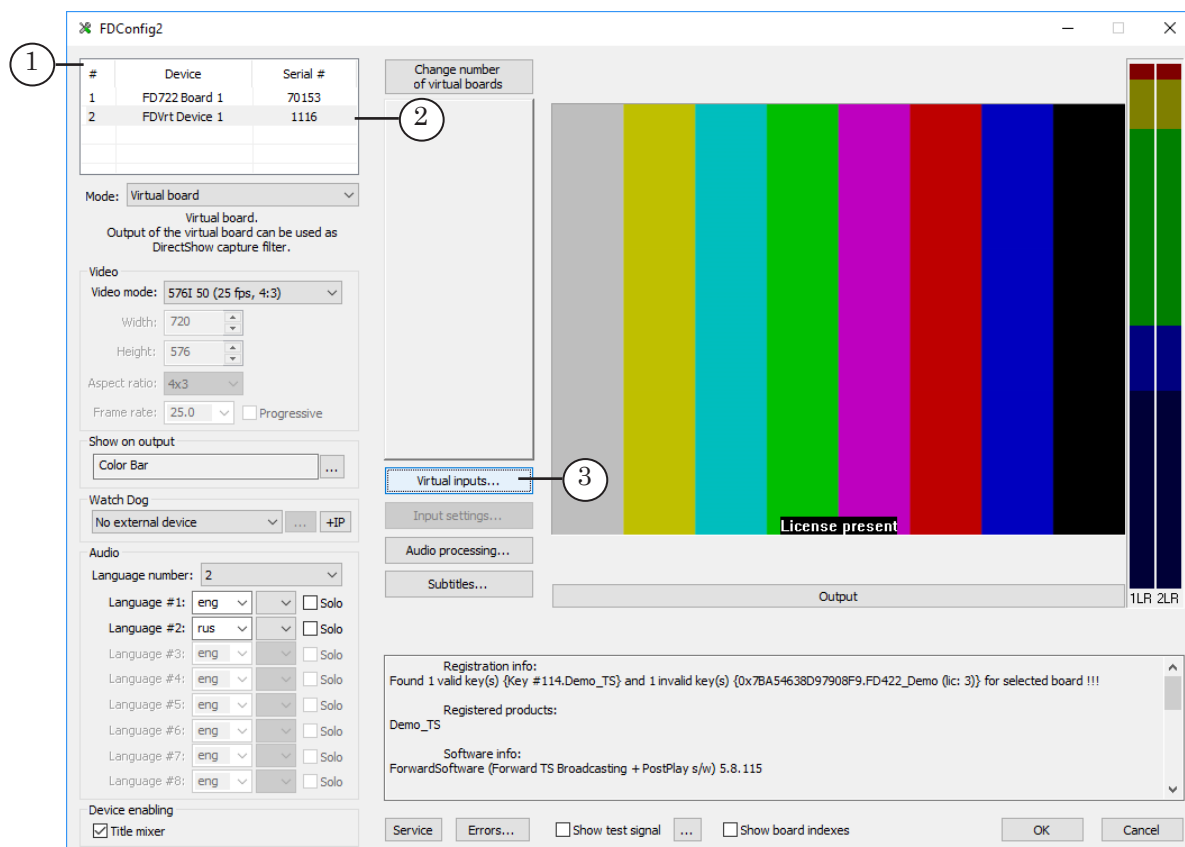 FDConfig2
1
# Device Serial #
1 FD722 Board 1 70153
2 FDVrt Device 1 1116
2
Mode: Virtual board
Virtual board.
Output of the virtual board can be used as
DirectShow capture filter.
Video
Video mode: 576I 50 (25 fps, 4:3)
Width: 720
Height: 576
Aspect ratio: 4x3
Frame rate: 25.0 Progressive
Show on output
Color Bar ...
Watch Dog
No external device ... +IP
Audio
Language number: 2
Language #1: eng Solo
Language #2: rus Solo
Language #3: eng Solo
Language #4: eng Solo
Language #5: eng Solo
Language #6: eng Solo
Language #7: eng Solo
Language #8: eng Solo
Device enabling
Title mixer
Change number
of virtual boards
Virtual inputs...
3
Input settings...
Audio processing...
Subtitles...
License present
Output
1LR 2LR
Registration info:
Found 1 valid key(s) {Key #114.Demo_TS} and 1 invalid key(s) {0x7BA54638D97908F9.FD422_Demo (lic: 3)} for selected board !!!
Registered products:
Demo_TS
Software info:
ForwardSoftware (Forward TS Broadcasting + PostPlay s/w) 5.8.115
Service Errors... Show test signal ... Show board indexes OK Cancel